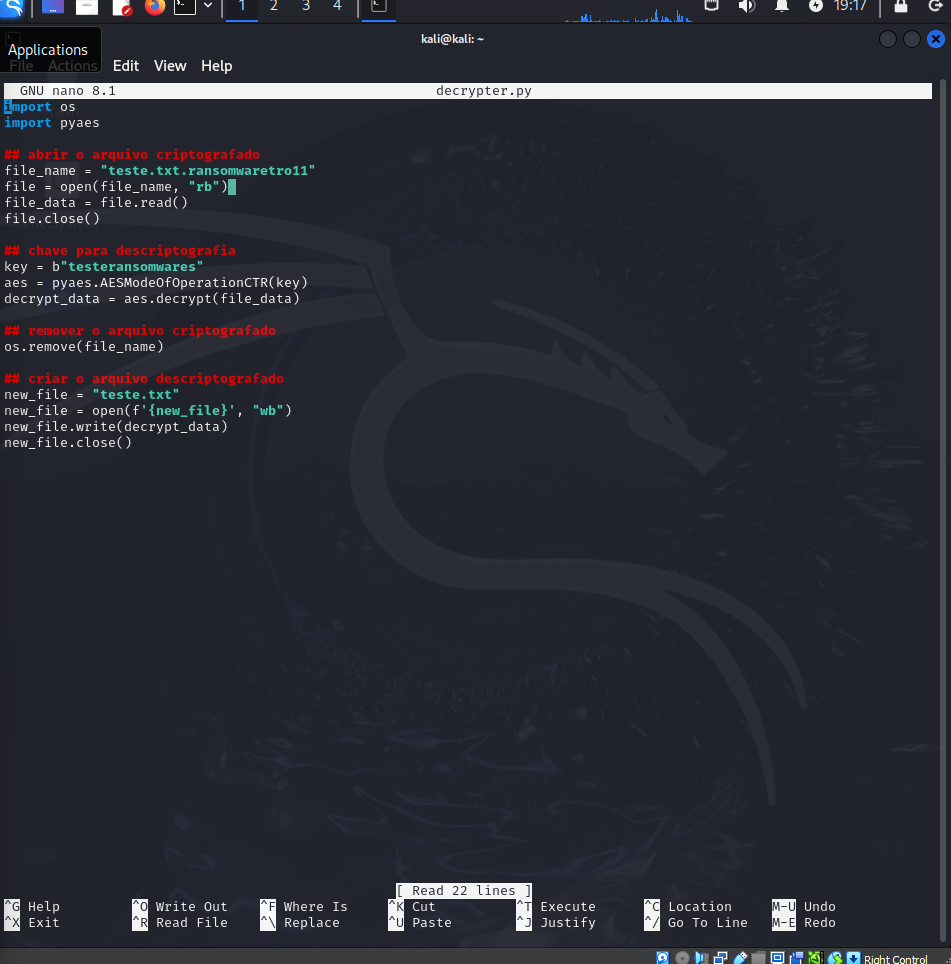 1 2 3 4 19:17
kali@kali: ~
Applications
File Actions Edit View Help
GNU nano 8.1 decrypter.py
import os
import pyaes
## abrir o arquivo criptografado
file_name = "teste.txt.ransomwaretro11"
file = open(file_name, "rb")
file_data = file.read()
file.close()
## chave para descriptografia
key = b"testeransomwares"
aes = pyaes.AESModeOfOperationCTR(key)
decrypt_data = aes.decrypt(file_data)
## remover o arquivo criptografado
os.remove(file_name)
## criar o arquivo descriptografado
new_file = "teste.txt"
new_file = open(f'{new_file}', "wb")
new_file.write(decrypt_data)
new_file.close()
[ Read 22 lines ]
^G Help ^O Write Out ^F Where Is ^K Cut ^T Execute ^C Location M-U Undo
^X Exit ^R Read File ^\ Replace ^U Paste ^J Justify ^/ Go To Line M-E Redo
Right Control